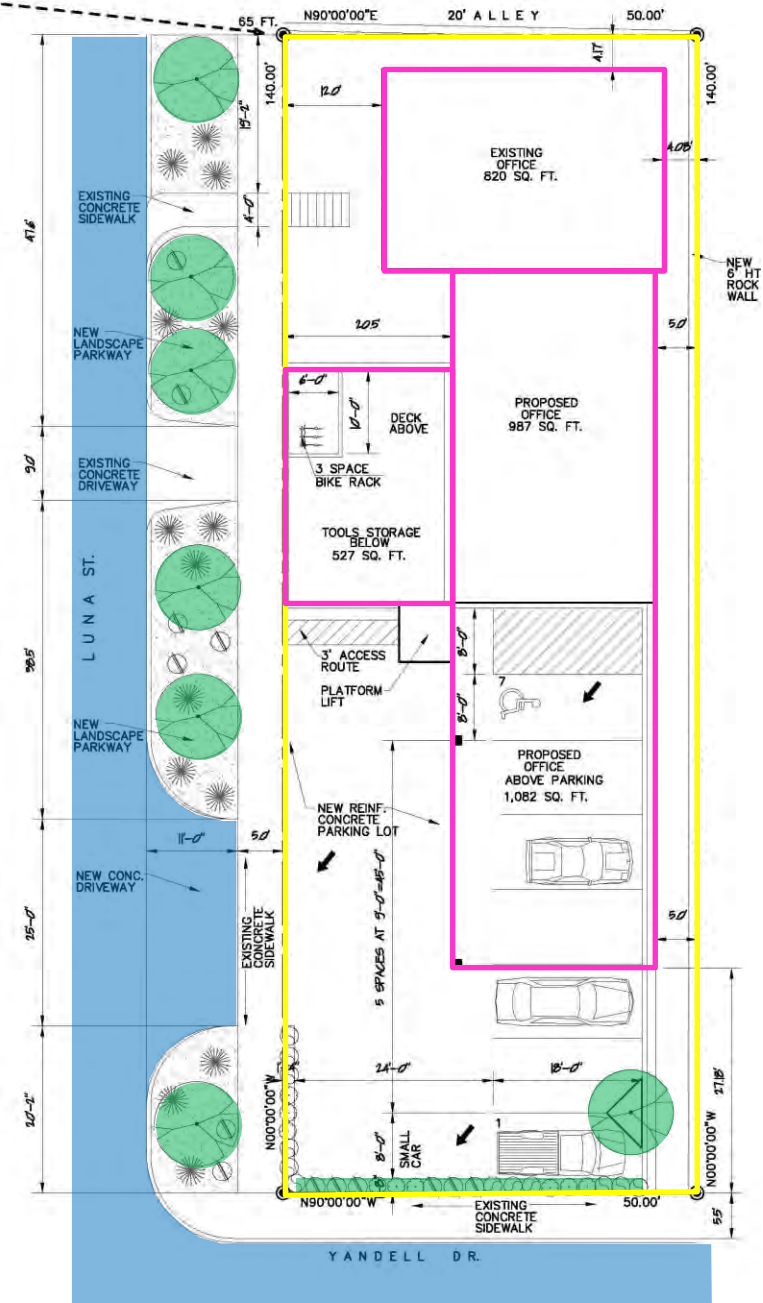 65 FT.
N90°00'00"E
20' ALLEY
50.00'
140.00'
140.00'
4.17'
12.0'
19'-2"
EXISTING
OFFICE
820 SQ. FT.
4.08'
EXISTING
CONCRETE
SIDEWALK
4'-0"
47.6'
NEW
6' HT
ROCK
WALL
NEW
LANDSCAPE
PARKWAY
20.5'
5.0'
6'-0"
10'-0"
DECK
ABOVE
PROPOSED
OFFICE
987 SQ. FT.
3 SPACE
BIKE RACK
EXISTING
CONCRETE
DRIVEWAY
9.0'
TOOLS STORAGE
BELOW
527 SQ. FT.
LUNA ST.
38.5'
3' ACCESS
ROUTE
PLATFORM
LIFT
8'-0"
8'-0"
7
NEW
LANDSCAPE
PARKWAY
PROPOSED
OFFICE
ABOVE PARKING
1,082 SQ. FT.
NEW REINF.
CONCRETE
PARKING LOT
11'-0"
5.0'
NEW CONC.
DRIVEWAY
25'-0"
EXISTING
CONCRETE
SIDEWALK
5 SPACES AT 9'-0"=45'-0"
5.0'
24'-0"
18'-0"
27.18'
20'-2"
N00°00'00"W
N00°00'00"W
8'-0"
SMALL
CAR
1
N90°00'00"W
EXISTING
CONCRETE
SIDEWALK
50.00'
5.5'
YANDELL DR.